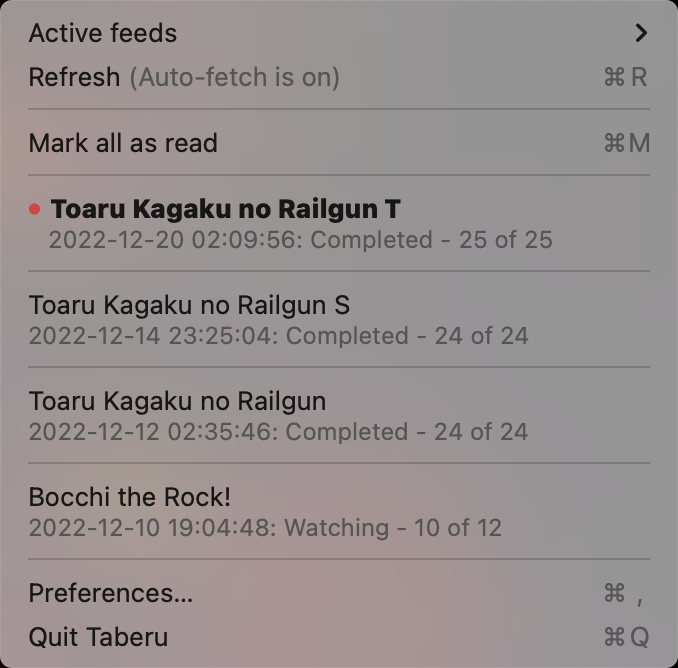 Active feeds
Refresh (Auto-fetch is on) ⌘ R
Mark all as read ⌘ M
Toaru Kagaku no Railgun T
2022-12-20 02:09:56: Completed - 25 of 25
Toaru Kagaku no Railgun S
2022-12-14 23:25:04: Completed - 24 of 24
Toaru Kagaku no Railgun
2022-12-12 02:35:46: Completed - 24 of 24
Bocchi the Rock!
2022-12-10 19:04:48: Watching - 10 of 12
Preferences... ⌘ ,
Quit Taberu ⌘ Q